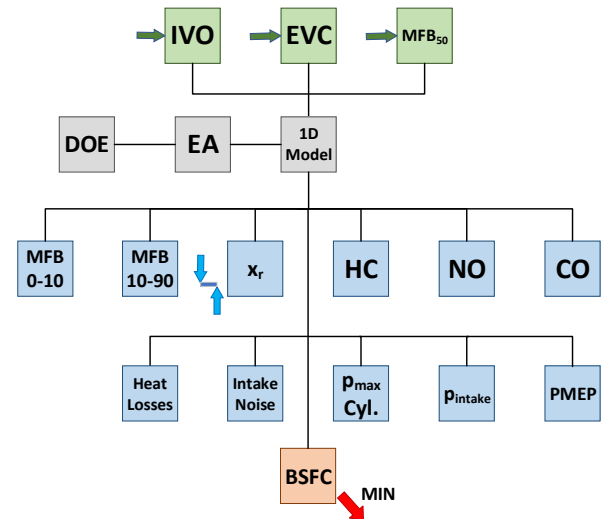 IVO
EVC
MFB₅₀
DOE
EA
1D
Model
MFB
0-10
MFB
10-90
xᵣ
HC
NO
CO
Heat
Losses
Intake
Noise
pmax
Cyl.
pintake
PMEP
BSFC
MIN